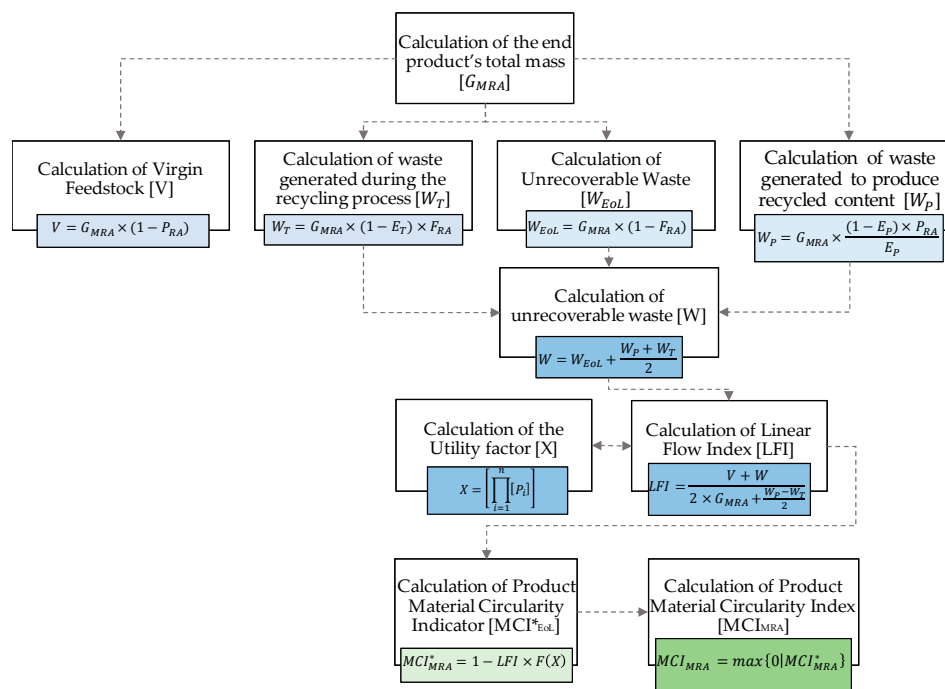 Calculation of the end
product's total mass
[G_MRA]
Calculation of Virgin
Feedstock [V]
V = G_MRA × (1 − P_RA)
Calculation of waste
generated during the
recycling process [W_T]
W_T = G_MRA × (1 − E_T) × F_RA
Calculation of
Unrecoverable Waste
[W_EoL]
W_EoL = G_MRA × (1 − F_RA)
Calculation of waste
generated to produce
recycled content [W_P]
W_P = G_MRA × ((1 − E_P) × P_RA) / E_P
Calculation of
unrecoverable waste [W]
W = W_EoL + (W_P + W_T) / 2
Calculation of the
Utility factor [X]
X = [∏_{i=1}^{n} [P_i]]
Calculation of Linear
Flow Index [LFI]
LFI = (V + W) / (2 × G_MRA + (W_P − W_T) / 2)
Calculation of Product
Material Circularity
Indicator [MCI*_EoL]
MCI*_MRA = 1 − LFI × F(X)
Calculation of Product
Material Circularity Index
[MCI_MRA]
MCI_MRA = max{0|MCI*_MRA}